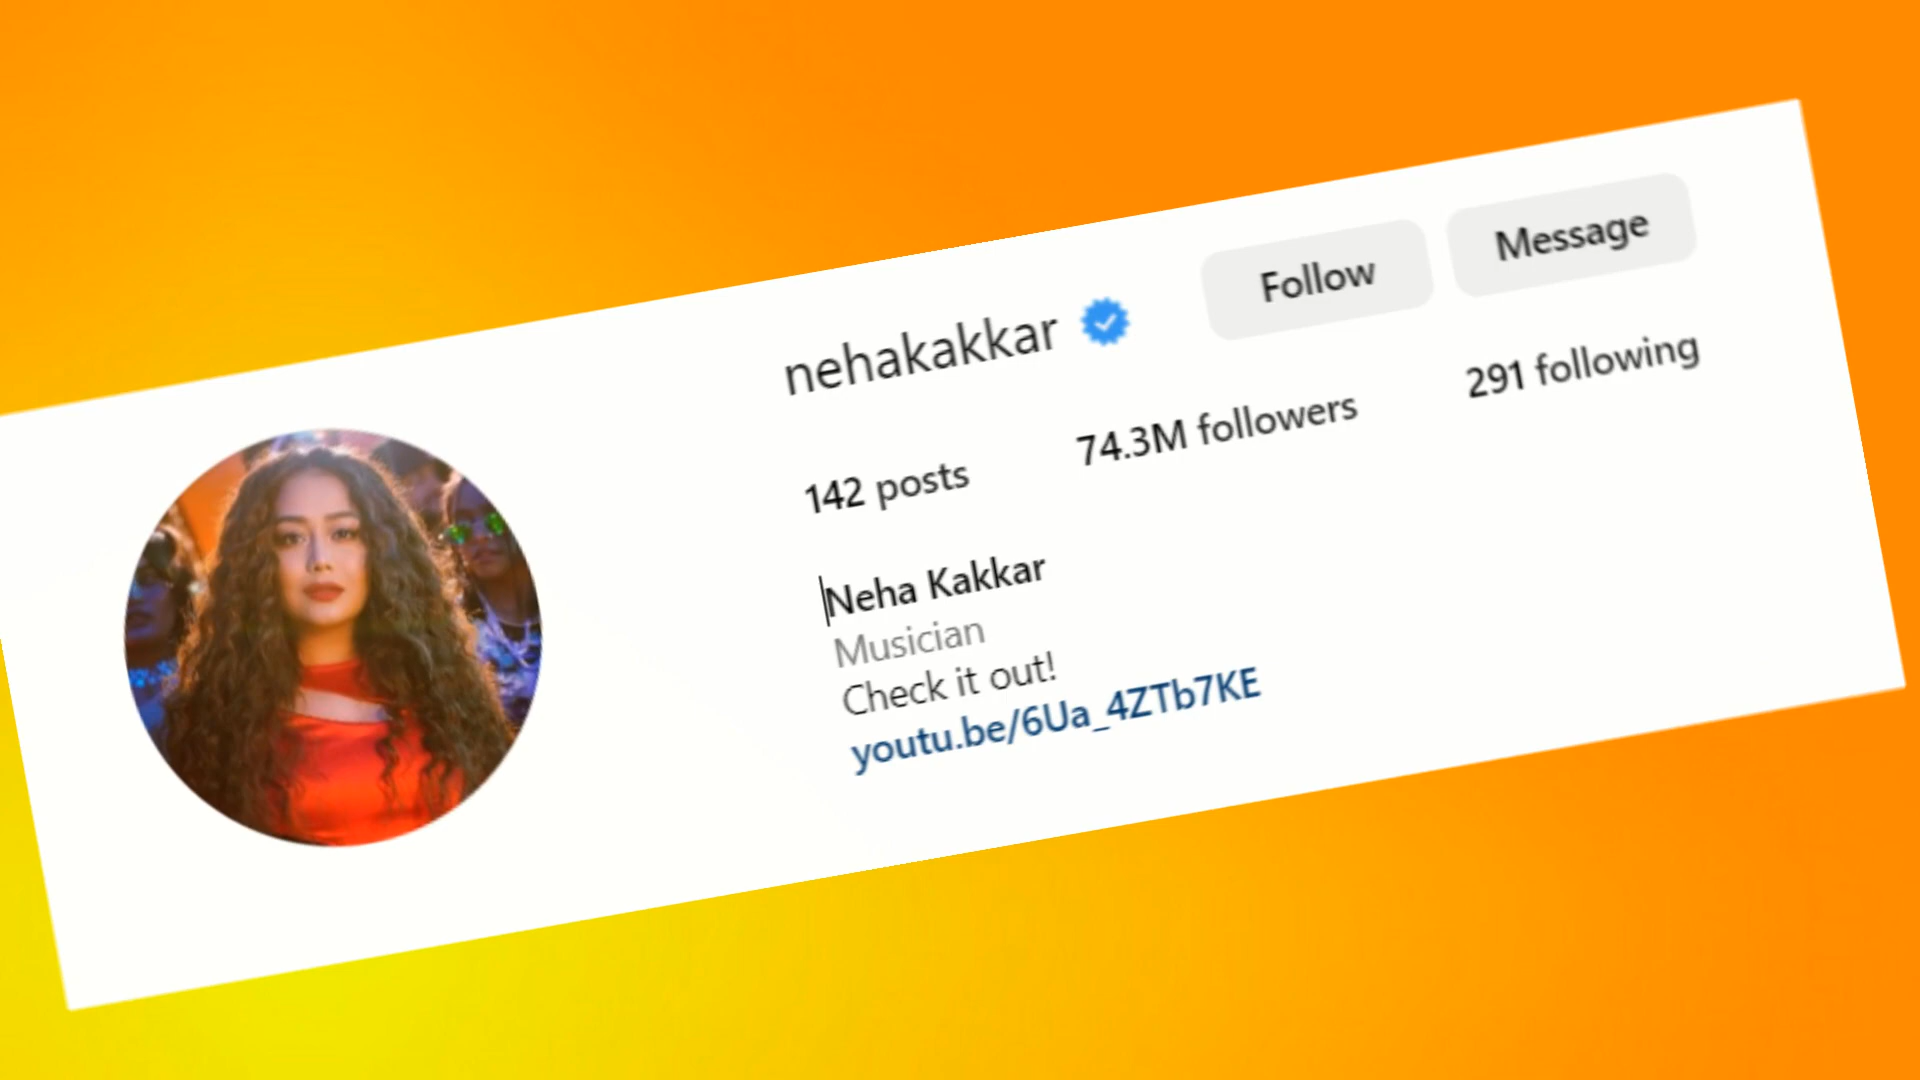 nehakakkar Follow Message
142 posts 74.3M followers 291 following
Neha Kakkar
Musician
Check it out!
youtu.be/6Ua_4ZTb7KE